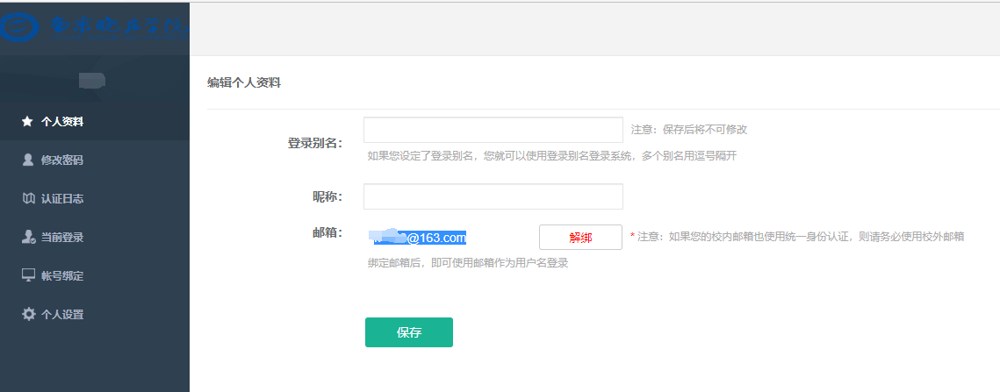 编辑个人资料
个人资料
修改密码
认证日志
当前登录
帐号绑定
个人设置
登录别名：
注意：保存后将不可修改
如果您设定了登录别名，您就可以使用登录别名登录系统，多个别名用逗号隔开
昵称：
邮箱：
@163.com
解绑
* 注意：如果您的校内邮箱也使用统一身份认证，则请务必使用校外邮箱
绑定邮箱后，即可使用邮箱作为用户名登录
保存